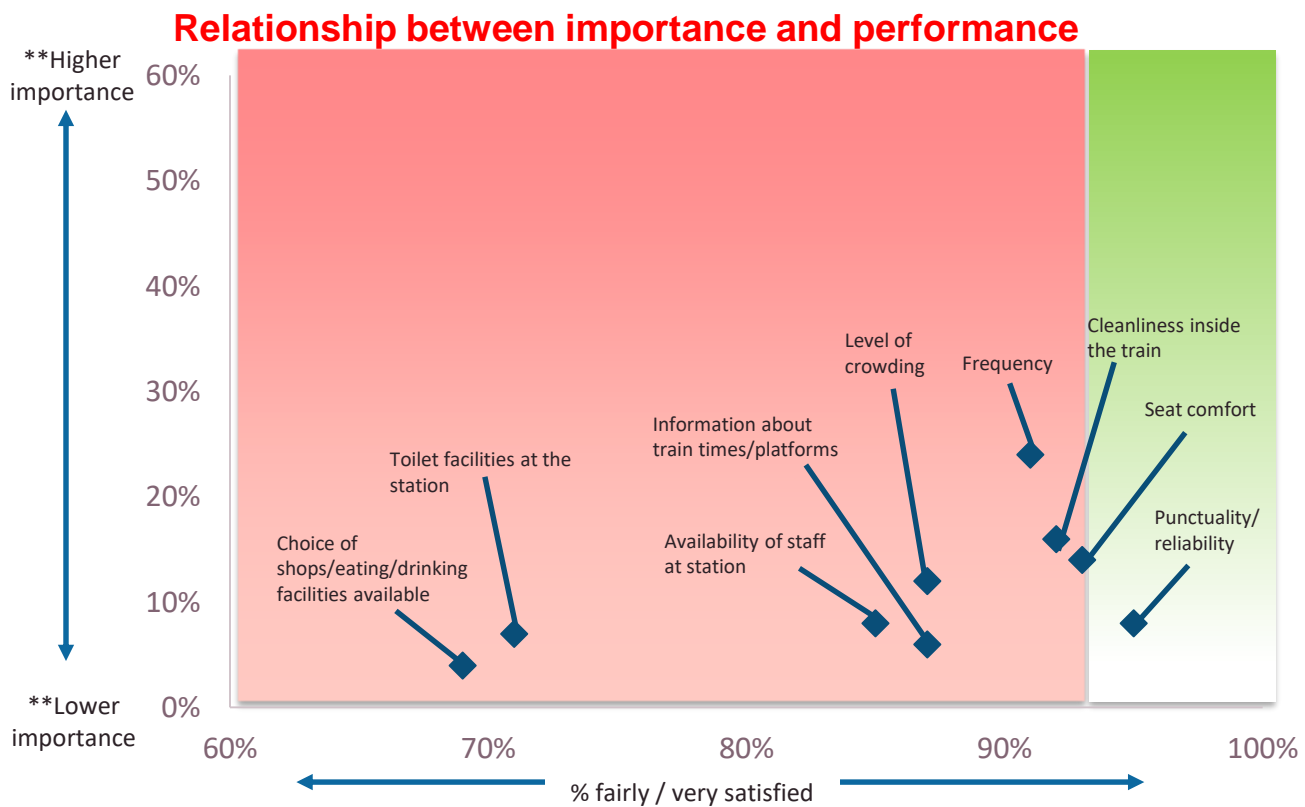 Relationship between importance and performance
**Higher
importance
60%
50%
40%
30%
20%
10%
0%
**Lower
importance
Cleanliness inside
the train
Level of
crowding
Frequency
Seat comfort
Information about
train times/platforms
Toilet facilities at the
station
Punctuality/
reliability
Availability of staff
at station
Choice of
shops/eating/drinking
facilities available
60%
70%
80%
90%
100%
% fairly / very satisfied